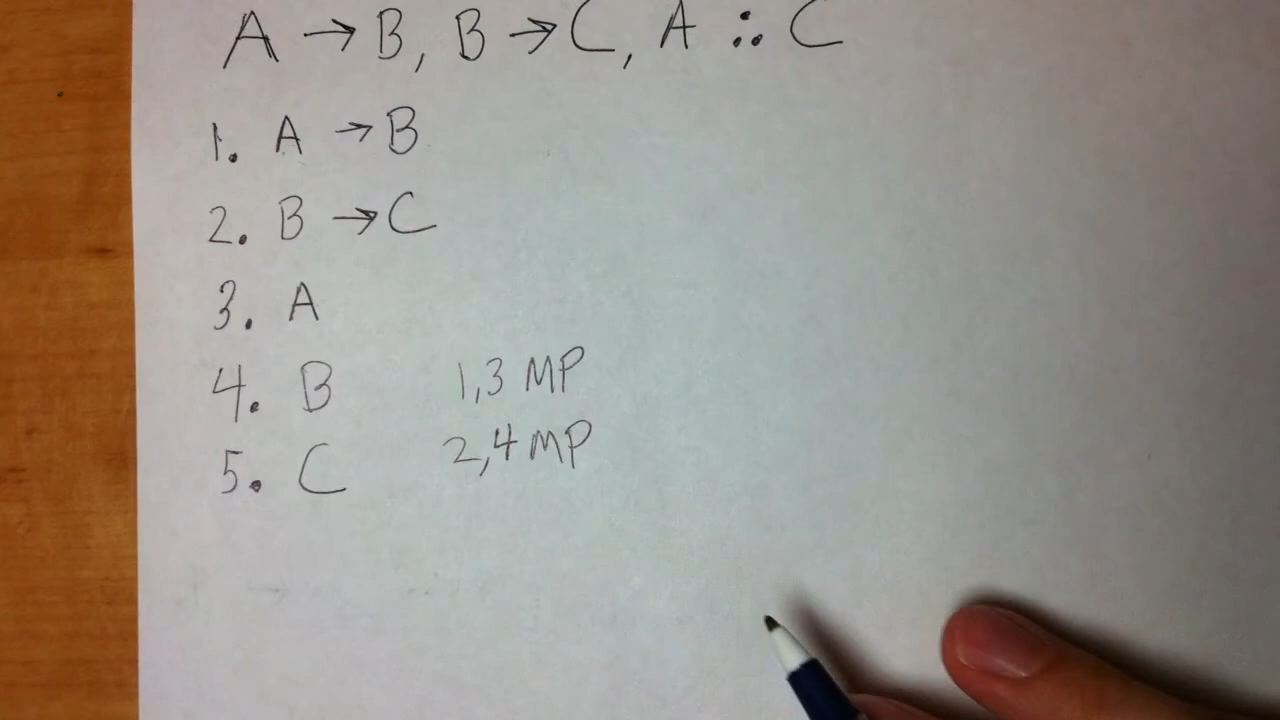 A → B, B → C, A ∴ C
1. A → B
2. B → C
3. A
4. B 1,3 MP
5. C 2,4 MP